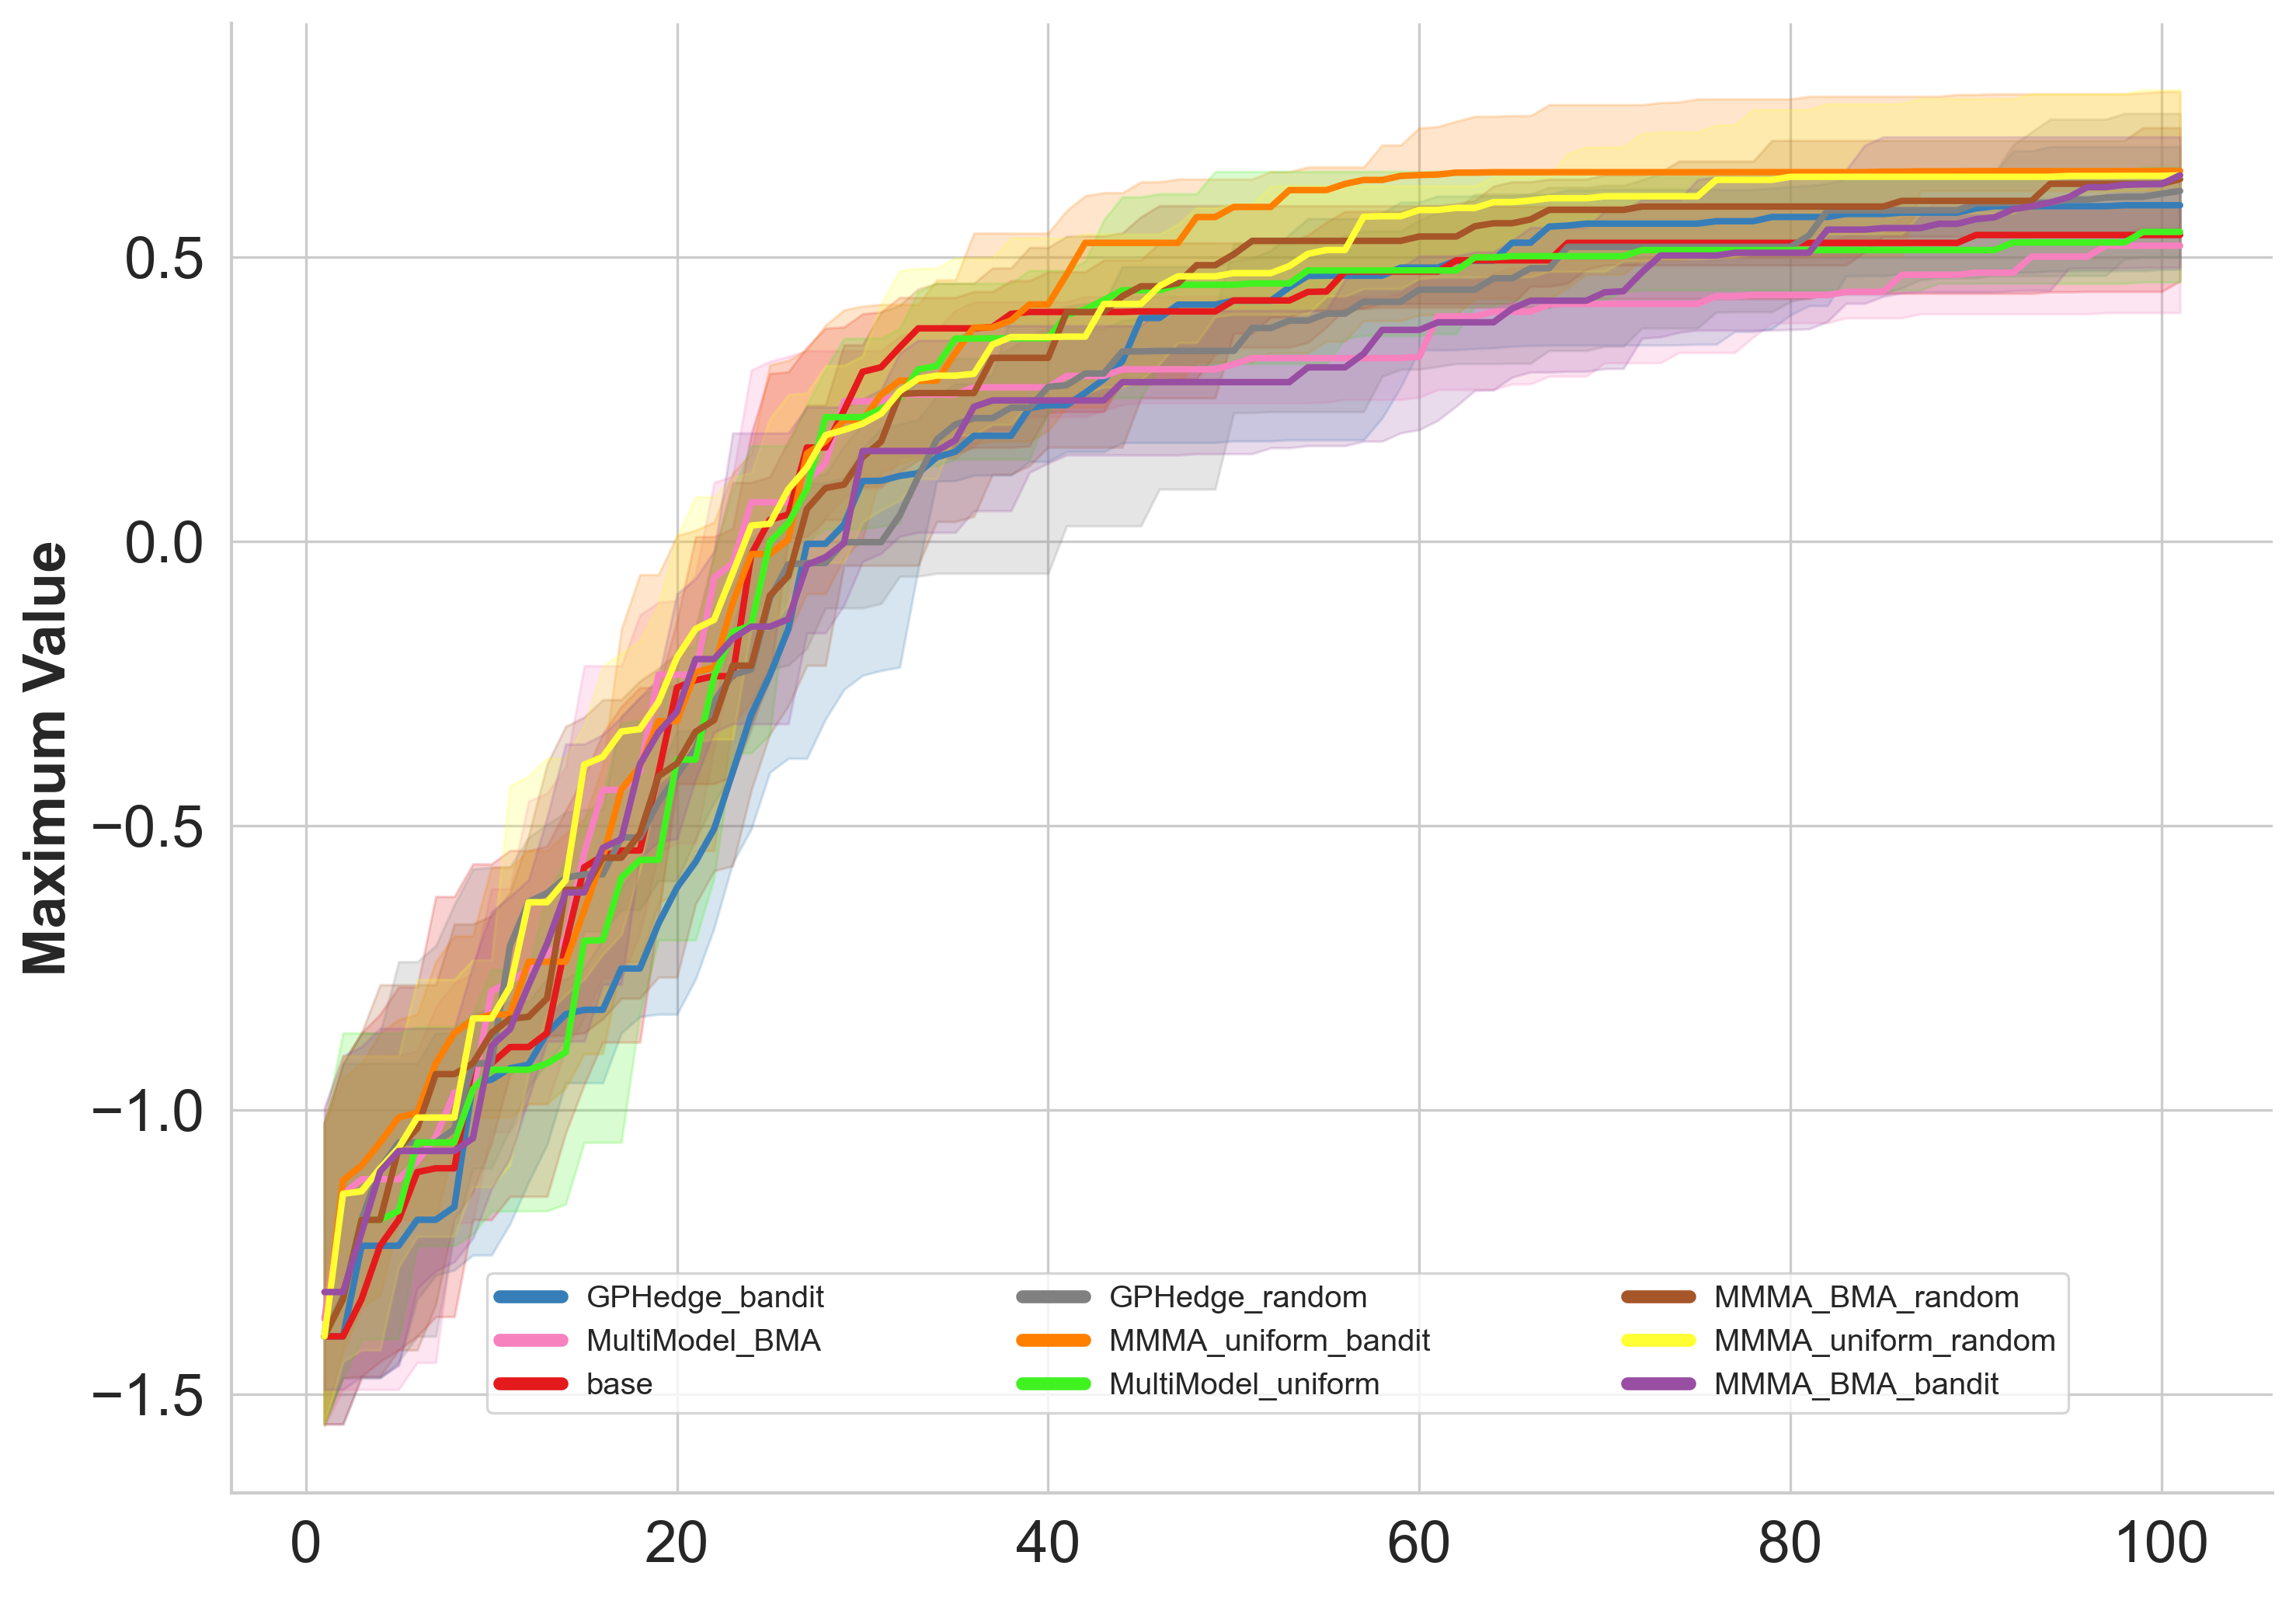 Maximum Value
0.5
0.0
−0.5
−1.0
−1.5
GPHedge_bandit
MultiModel_BMA
base
GPHedge_random
MMMA_uniform_bandit
MultiModel_uniform
MMMA_BMA_random
MMMA_uniform_random
MMMA_BMA_bandit
0 20 40 60 80 100